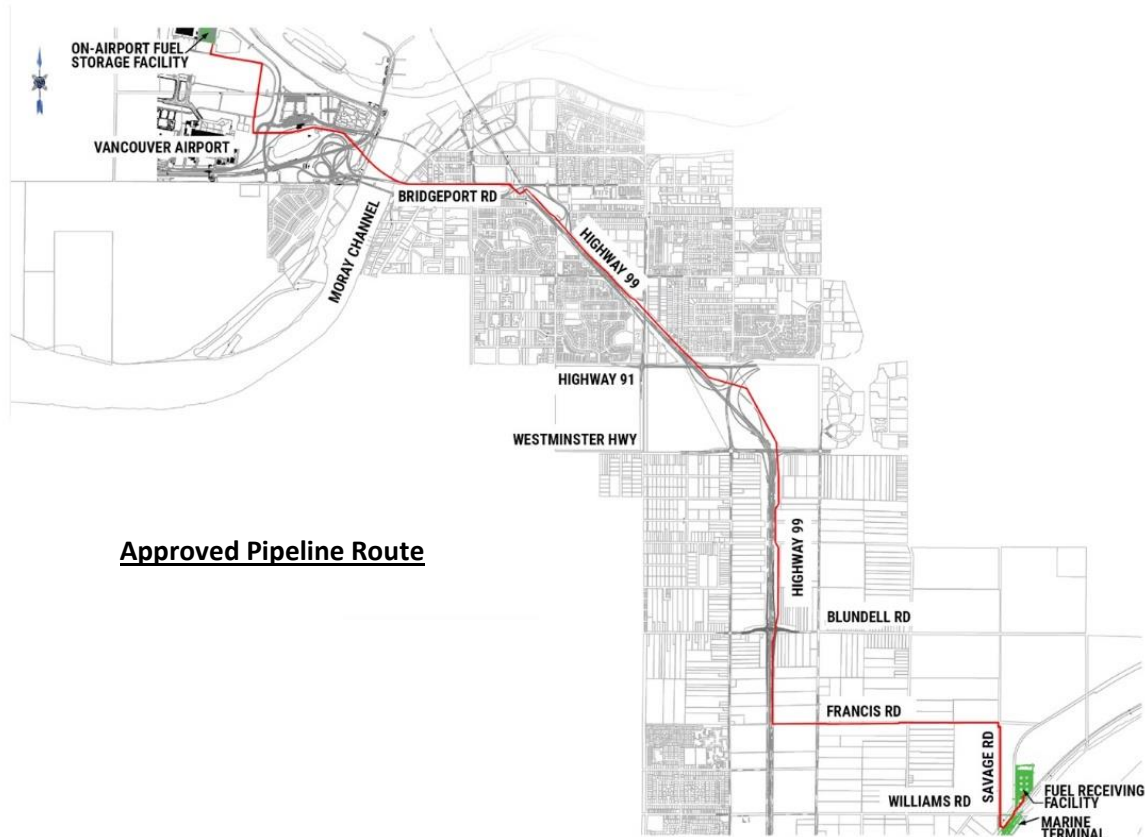 ON-AIRPORT FUEL
STORAGE FACILITY
VANCOUVER AIRPORT
BRIDGEPORT RD
MORAY CHANNEL
HIGHWAY 99
HIGHWAY 91
WESTMINSTER HWY
HIGHWAY 99
Approved Pipeline Route
BLUNDELL RD
FRANCIS RD
SAVAGE RD
WILLIAMS RD
FUEL RECEIVING
FACILITY
MARINE
TERMINAL